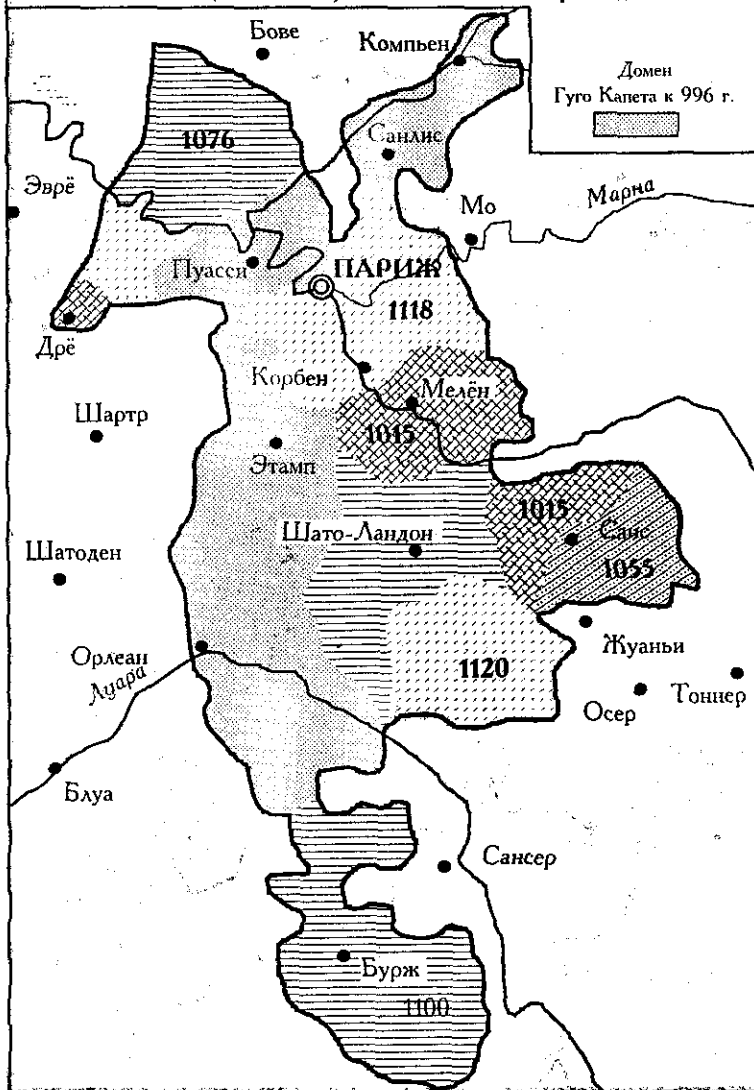 Бове
Компьен
Домен
Гуго Капета к 996 г.
1076
Санлис
Эврё
Мо
Марна
Пуасси
ПАРИЖ
1118
Дрё
Корбей
Мелён
Шартр
1015
Этамп
1015
Шато-Ландон
Санс
Шатоден
1055
Жуаньи
Орлеан
1120
Луара
Тоннер
Осер
Блуа
Сансер
Бурж
1100